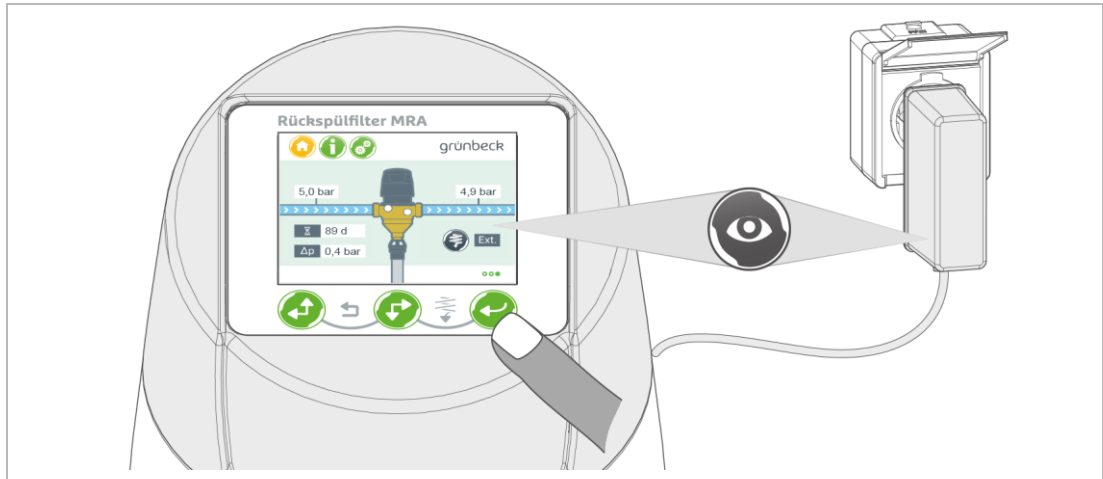 Rückspülfilter MRA
grünbeck
5,0 bar
4,9 bar
89 d
Δp 0,4 bar
Ext.